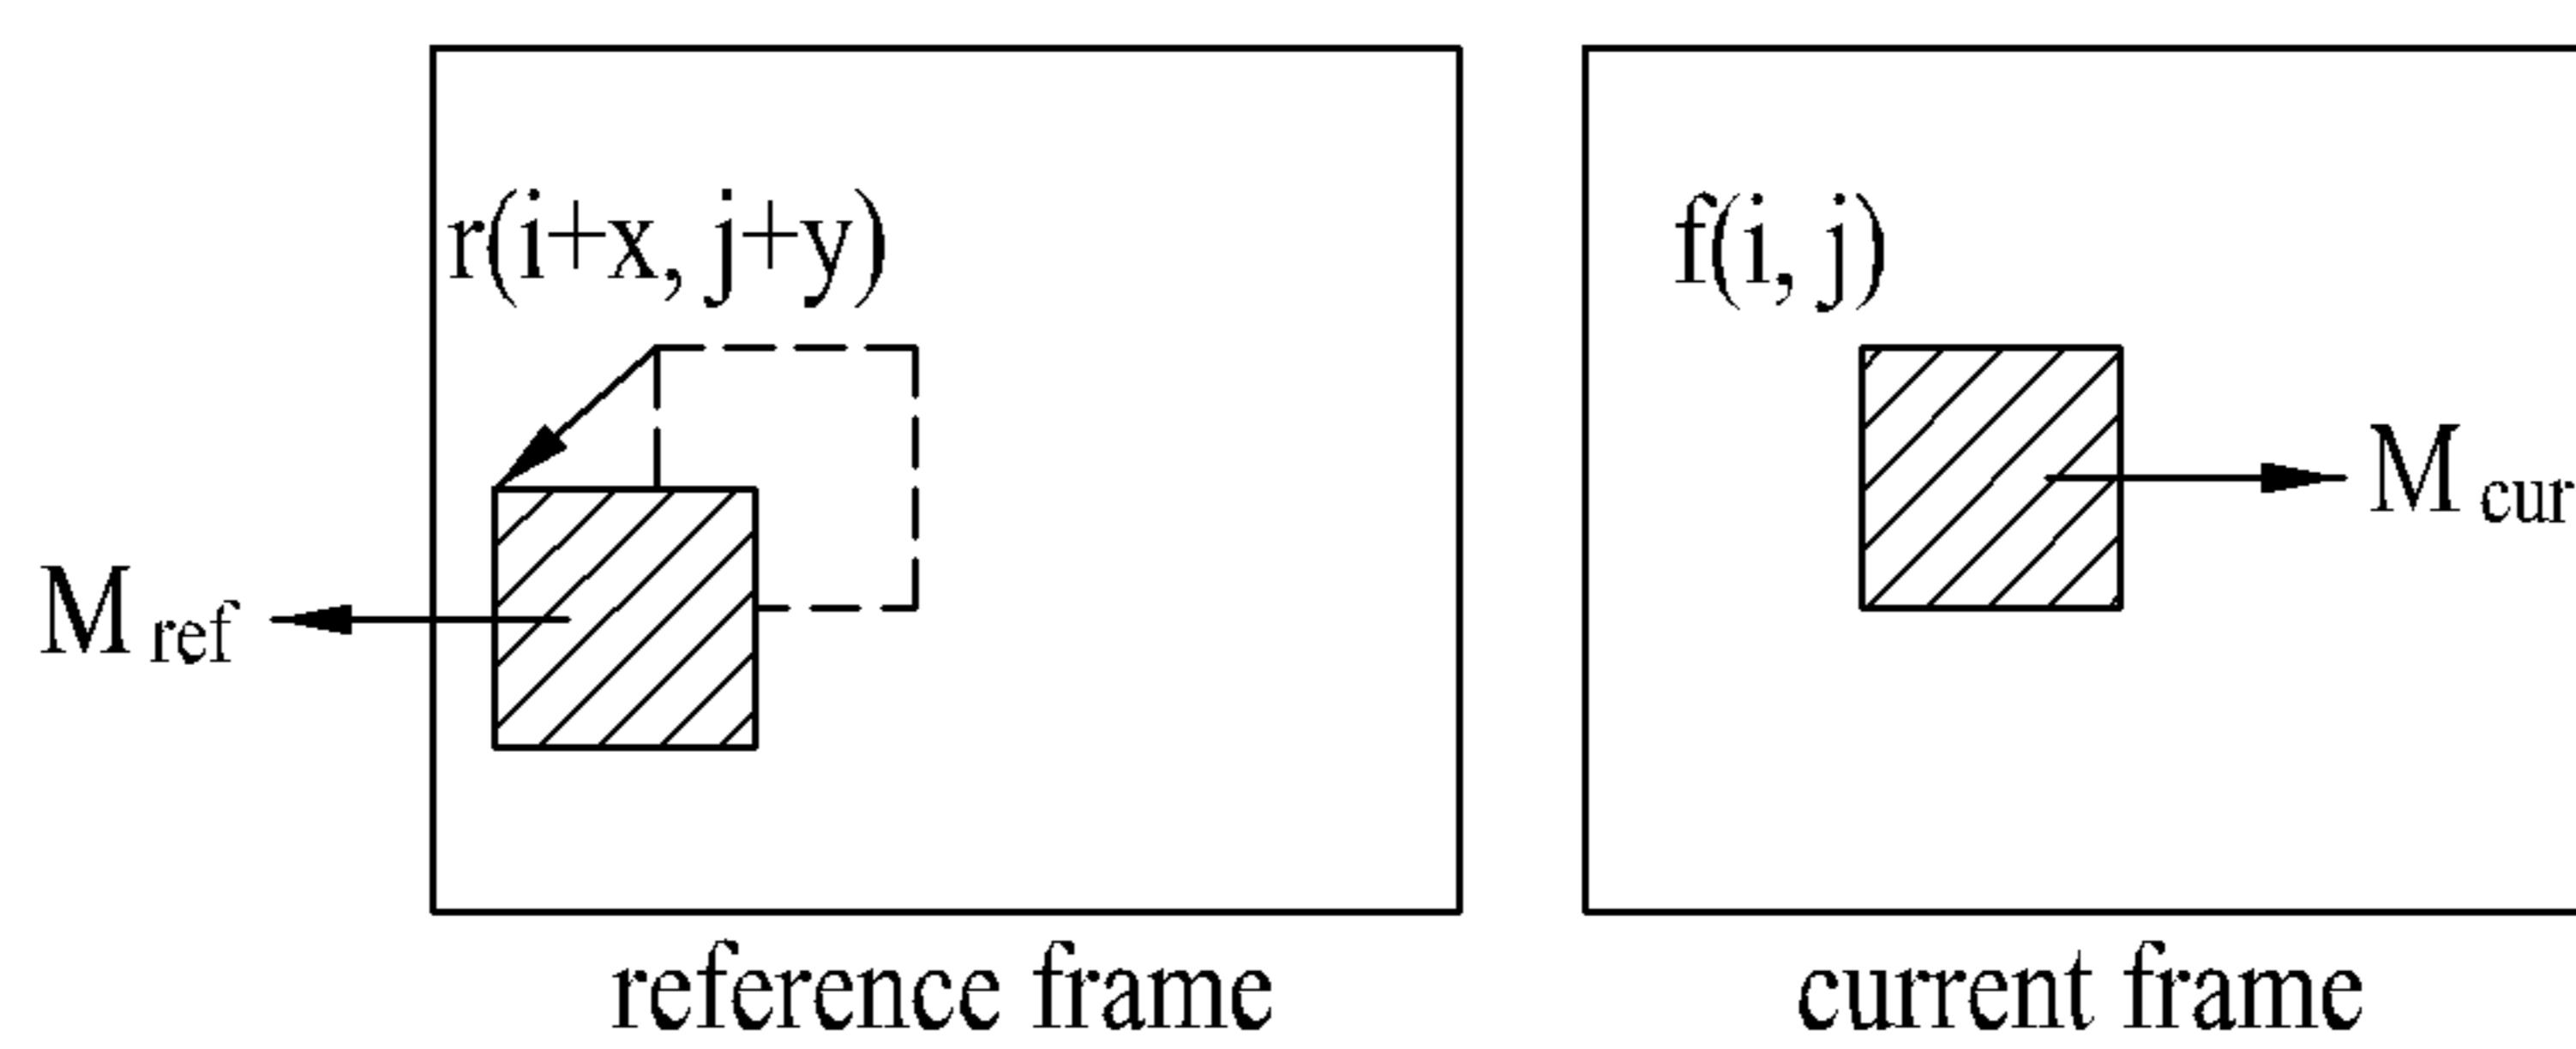 r(i+x, j+y)
f(i, j)
M cur
M ref
reference frame
current frame